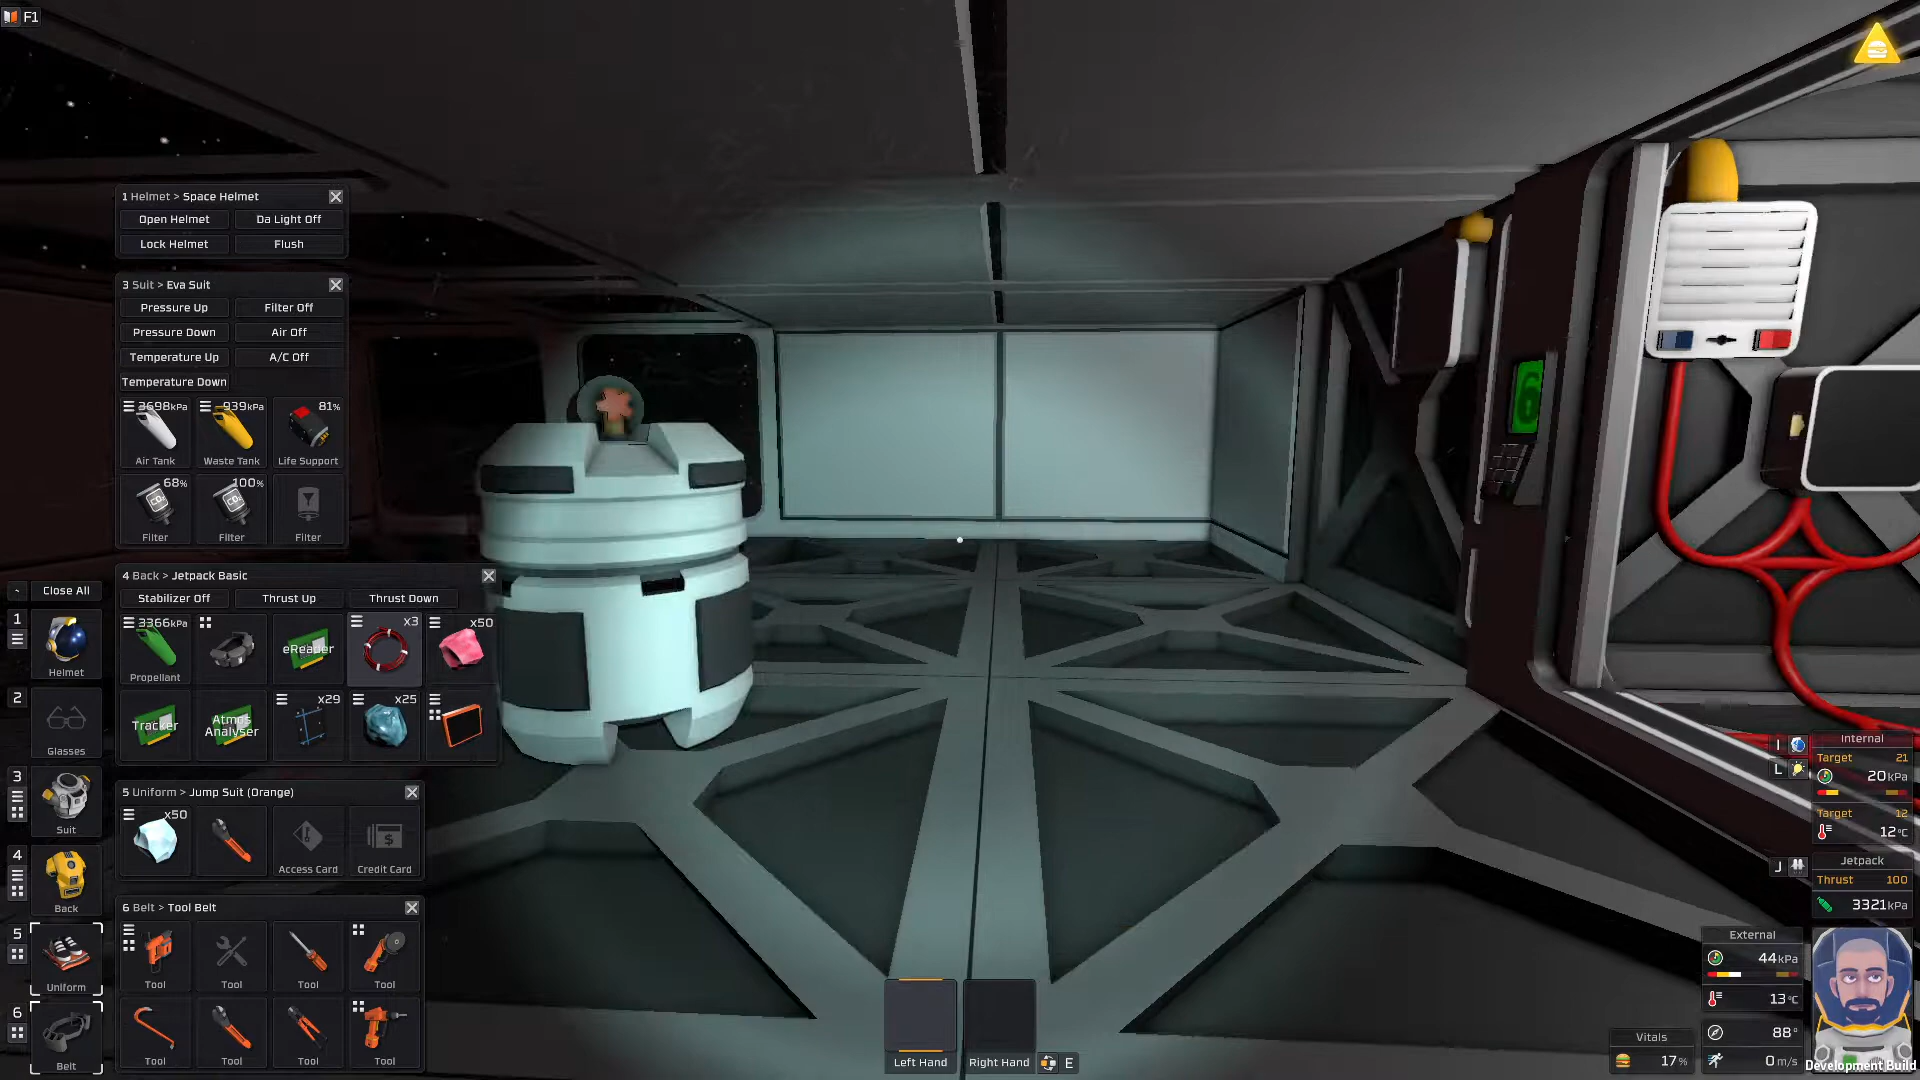 F1
1 Helmet > Space Helmet
Open Helmet
Da Light Off
Lock Helmet
Flush
3 Suit > Eva Suit
Pressure Up
Filter Off
Pressure Down
Air Off
Temperature Up
A/C Off
Temperature Down
3698kPa
939kPa
81%
Air Tank
Waste Tank
Life Support
68%
100%
Filter
Filter
Filter
4 Back > Jetpack Basic
Stabilizer Off
Thrust Up
Thrust Down
3366kPa
eReader
x3
x50
Propellant
Tracker
Atmos
Analyser
x29
x25
5 Uniform > Jump Suit (Orange)
x50
Access Card
Credit Card
6 Belt > Tool Belt
Tool
Tool
Tool
Tool
Tool
Tool
Tool
Tool
~
Close All
1
Helmet
2
Glasses
3
Suit
4
Back
5
Uniform
6
Belt
Left Hand
Right Hand
E
6
I
Internal
Target 21
L
20kPa
Target 12
12°C
Jetpack
J
Thrust 100
3321kPa
External
44kPa
13°C
88°
0m/s
Vitals
17%
Development Build